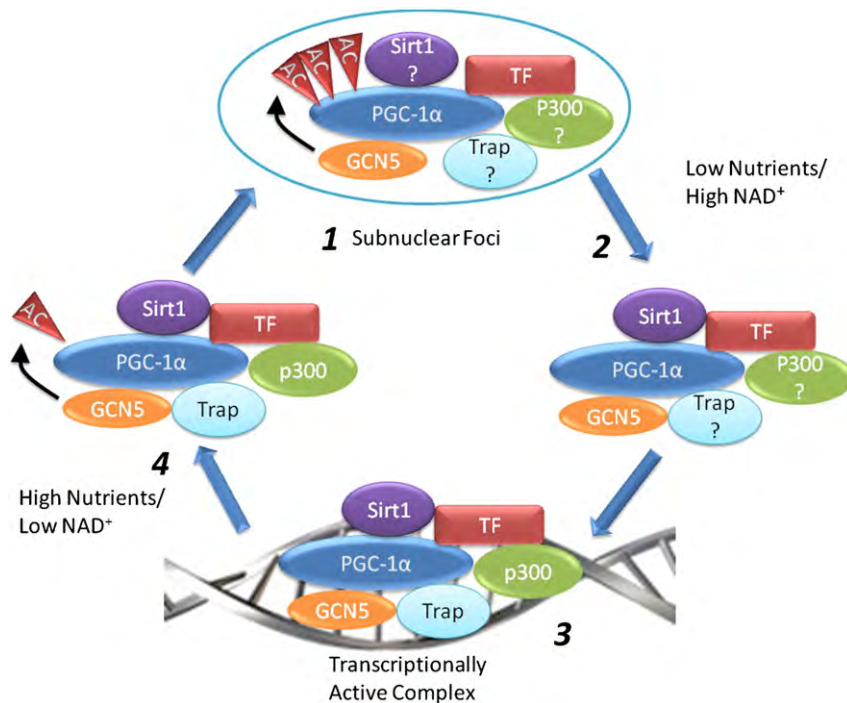 AC
AC
AC
Sirt1
?
TF
PGC-1α
P300
?
GCN5
Trap
?
1 Subnuclear Foci
Low Nutrients/
High NAD⁺
2
AC
Sirt1
TF
PGC-1α
p300
GCN5
Trap
4
High Nutrients/
Low NAD⁺
Sirt1
TF
PGC-1α
P300
?
GCN5
Trap
?
Sirt1
TF
PGC-1α
p300
GCN5
Trap
3
Transcriptionally
Active Complex